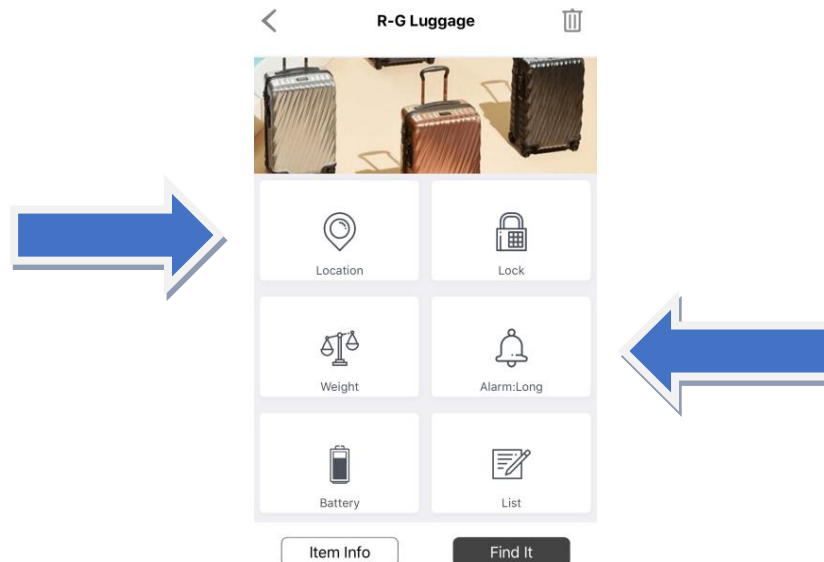 R-G Luggage
Location
Lock
Weight
Alarm:Long
Battery
List
Item Info
Find It